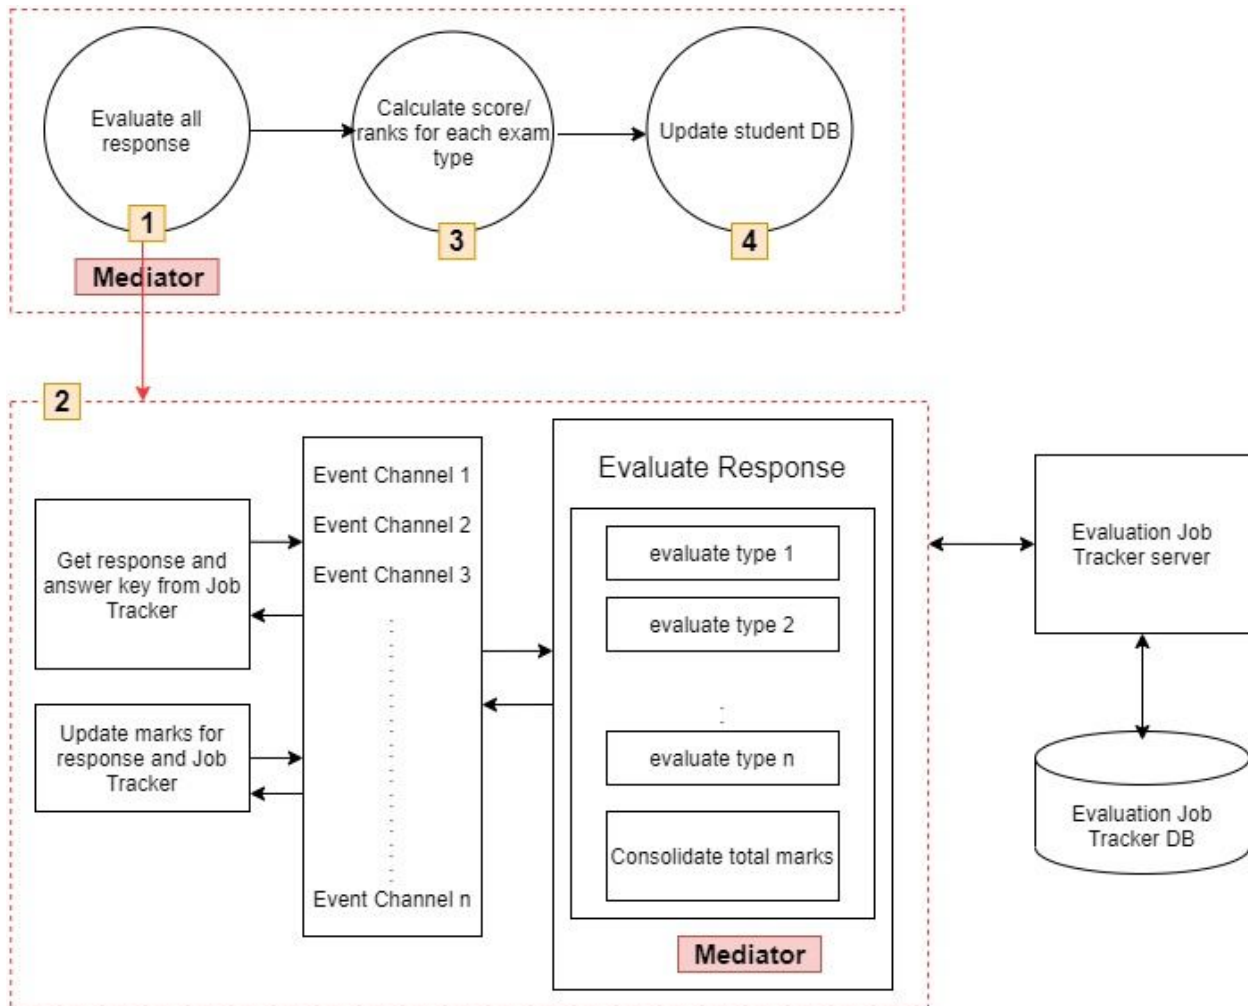 Evaluate all
response
1
Mediator
Calculate score/
ranks for each exam
type
3
Update student DB
4
2
Get response and
answer key from Job
Tracker
Update marks for
response and Job
Tracker
Event Channel 1
Event Channel 2
Event Channel 3
Event Channel n
Evaluate Response
evaluate type 1
evaluate type 2
evaluate type n
Consolidate total marks
Mediator
Evaluation Job
Tracker server
Evaluation Job
Tracker DB